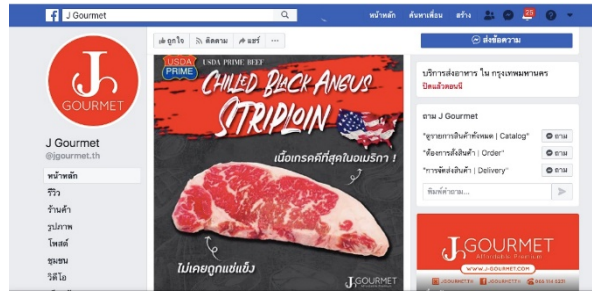 J Gourmet
หน้าหลัก ค้นหาเพื่อน สร้าง 25
ถูกใจ ติดตาม แชร์ ...
ส่งข้อความ
J
GOURMET
J Gourmet
@jgourmet.th
หน้าหลัก
รีวิว
ร้านค้า
รูปภาพ
โพสต์
ชุมชน
วิดีโอ
USDA
PRIME
USDA PRIME BEEF
CHILLED BLACK ANGUS
STRIPLOIN
เนื้อเกรดดีที่สุดในอเมริกา !
ไม่เคยถูกแช่แข็ง
J.GOURMET
บริการส่งอาหาร ใน กรุงเทพมหานคร
ปิดแล้วตอนนี้
ถาม J Gourmet
"ดูรายการสินค้าทั้งหมด | Catalog" ถาม
"ต้องการสั่งสินค้า | Order" ถาม
"การจัดส่งสินค้า | Delivery" ถาม
พิมพ์คำถาม...
J.GOURMET
Affordable Premium
WWW.J-GOURMET.COM
JGOURMETTH JGOURMETTH